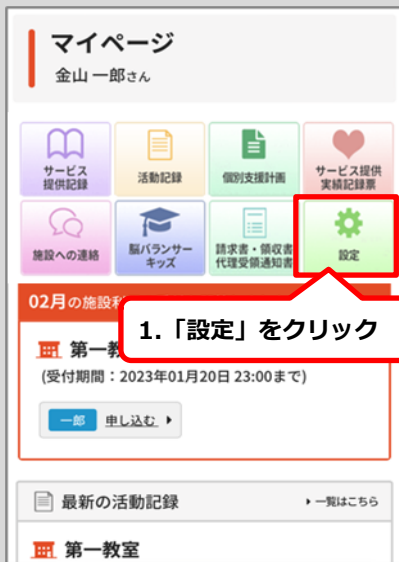 マイページ
金山 一郎さん
サービス
提供記録
活動記録
個別支援計画
サービス提供
実績記録票
施設への連絡
脳バランサー
キッズ
請求書・領収書
代理受領通知書
設定
02月の施設
1.「設定」をクリック
第一教
(受付期間：2023年01月20日 23:00まで)
一郎 申し込む
最新の活動記録 一覧はこちら
第一教室